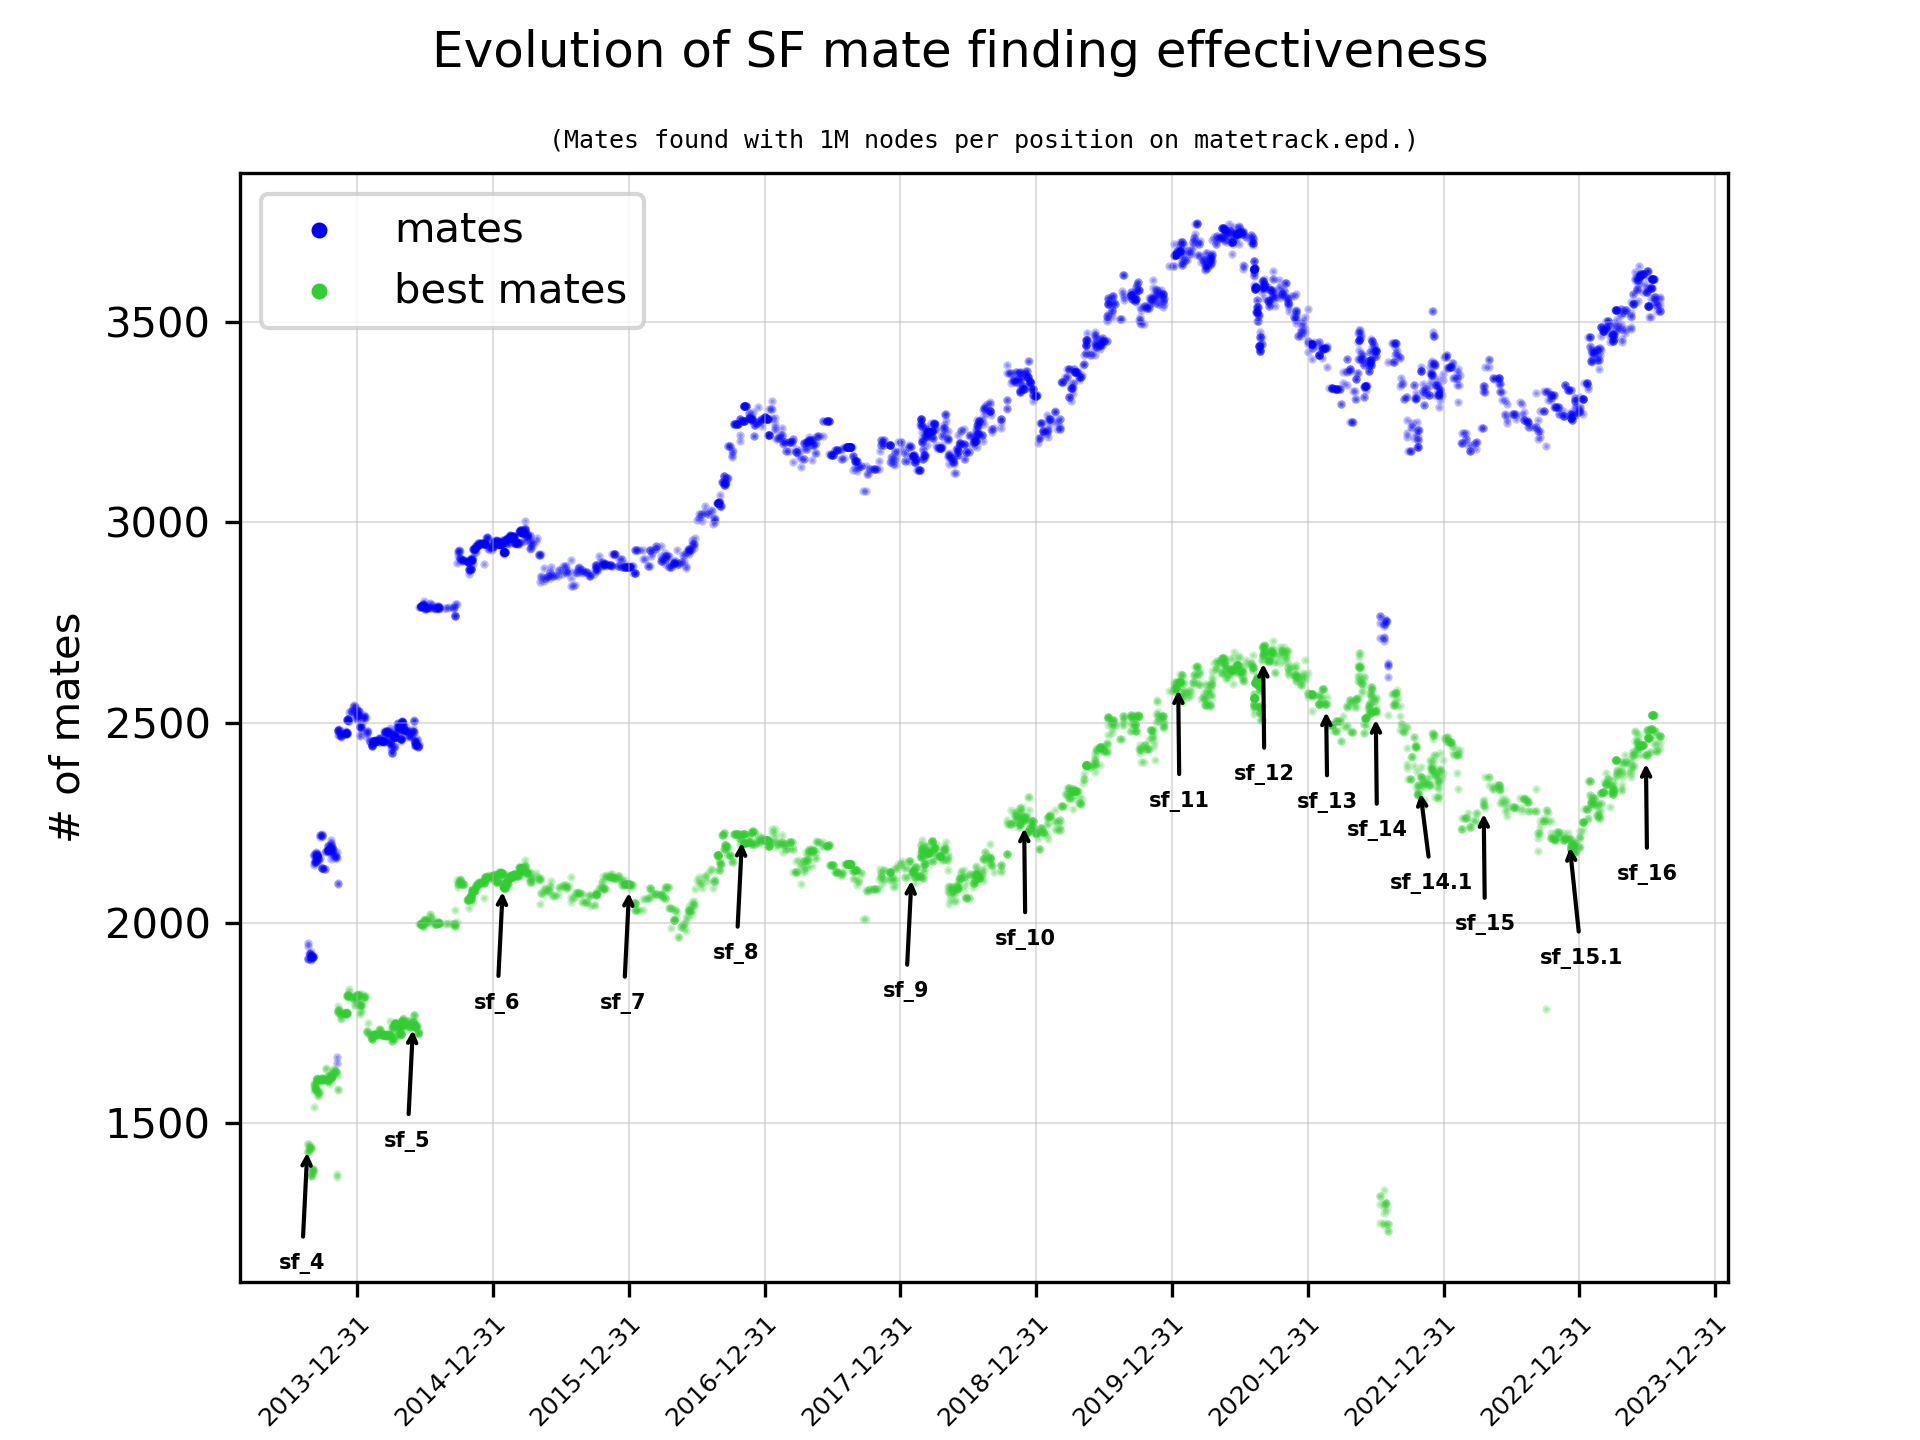 Evolution of SF mate finding effectiveness
(Mates found with 1M nodes per position on matetrack.epd.)
mates
best mates
# of mates
3500
3000
2500
2000
1500
sf_4
sf_5
sf_6
sf_7
sf_8
sf_9
sf_10
sf_11
sf_12
sf_13
sf_14
sf_14.1
sf_15
sf_15.1
sf_16
2013-12-31
2014-12-31
2015-12-31
2016-12-31
2017-12-31
2018-12-31
2019-12-31
2020-12-31
2021-12-31
2022-12-31
2023-12-31